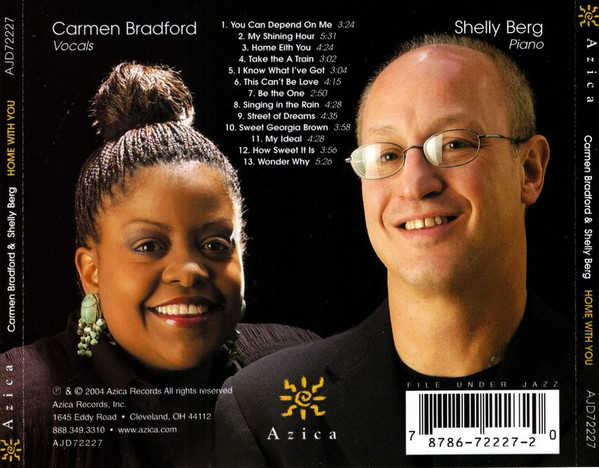 AJD72227
HOME WITH YOU
Carmen Bradford & Shelly Berg
Azica
Carmen Bradford
Vocals
1. You Can Depend On Me 3:24
2. My Shining Hour 5:31
3. Home Eith You 4:24
4. Take the A Train 3:02
5. I Know What I've Got 3:04
6. This Can't Be Love 4:15
7. Be the One 2:50
8. Singing in the Rain 4:28
9. Street of Dreams 4:35
10. Sweet Georgia Brown 3:58
11. My Ideal 4:28
12. How Sweet It Is 3:56
13. Wonder Why 5:26
Shelly Berg
Piano
℗ & © 2004 Azica Records All rights reserved
Azica Records, Inc.
1645 Eddy Road • Cleveland, OH 44112
888.349.3310 • www.azica.com
AJD72227
Azica
FILE UNDER JAZZ
7 8786-72227-2 0
Azica
Carmen Bradford & Shelly Berg
HOME WITH YOU
AJD72227